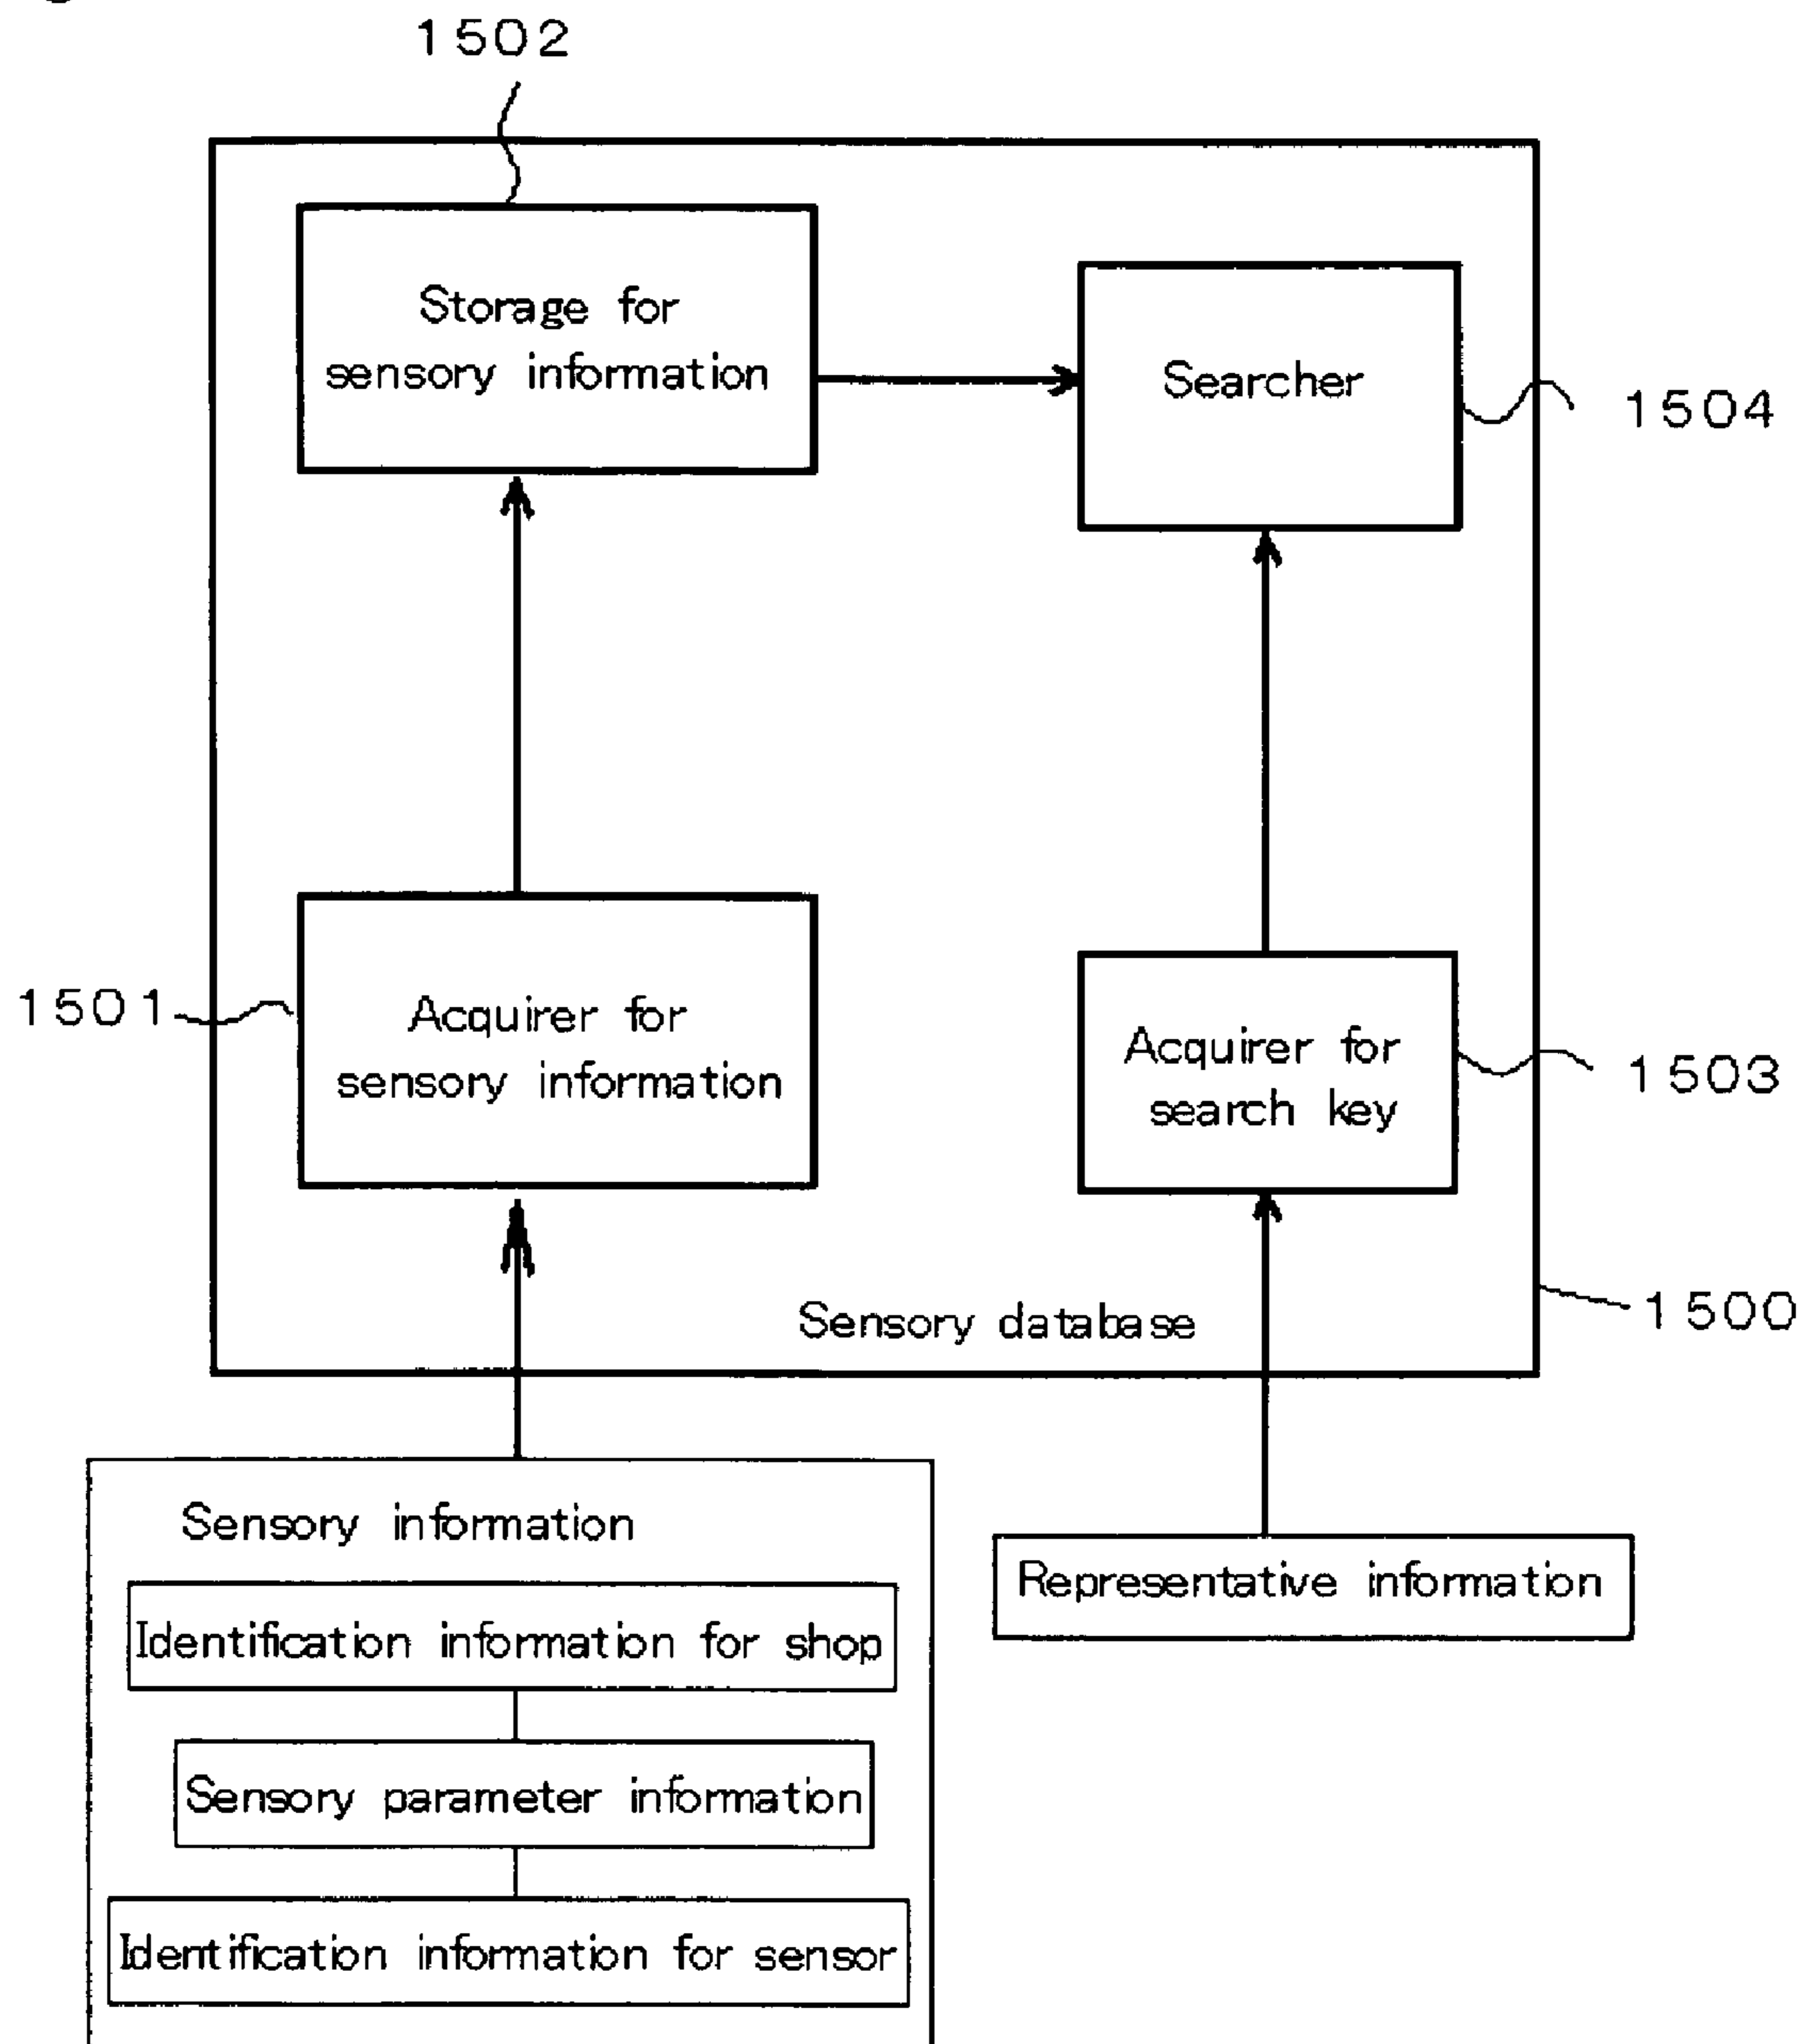 1502
Storage for
sensory information
Searcher
1504
1501
Acquirer for
sensory information
Acquirer for
search key
1503
Sensory database
1500
Sensory information
Identification information for shop
Sensory parameter information
Identification information for sensor
Representative information